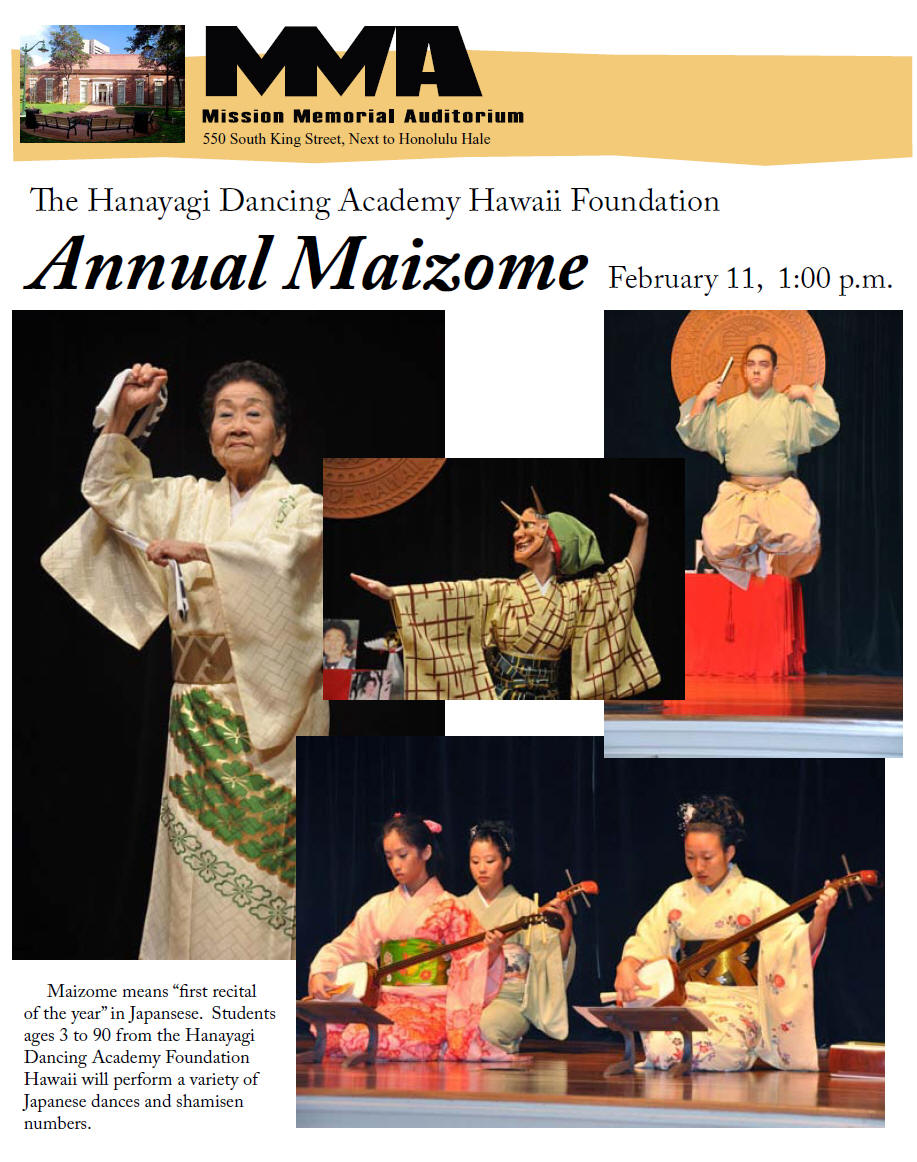 MMA
Mission Memorial Auditorium
550 South King Street, Next to Honolulu Hale
The Hanayagi Dancing Academy Hawaii Foundation
Annual Maizome February 11, 1:00 p.m.
OF HAWAII
Maizome means “first recital
of the year” in Japansese. Students
ages 3 to 90 from the Hanayagi
Dancing Academy Foundation
Hawaii will perform a variety of
Japanese dances and shamisen
numbers.